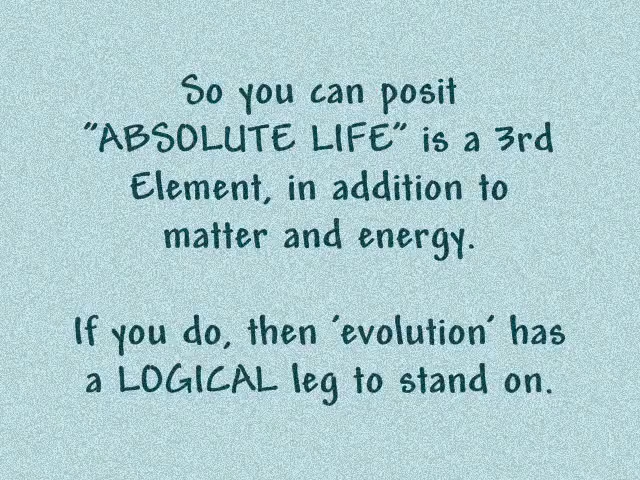 So you can posit
"ABSOLUTE LIFE" is a 3rd
Element, in addition to
matter and energy.
If you do, then 'evolution' has
a LOGICAL leg to stand on.